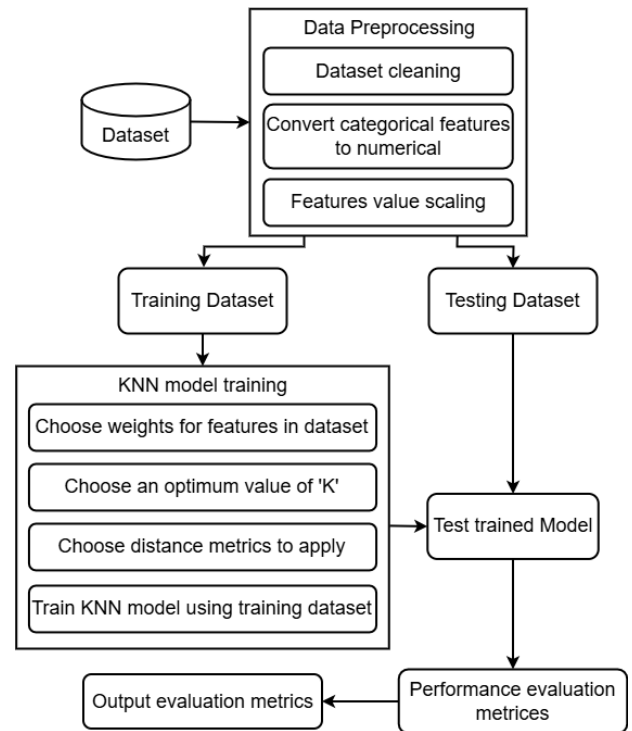 Data Preprocessing
Dataset cleaning
Dataset
Convert categorical features
to numerical
Features value scaling
Training Dataset
Testing Dataset
KNN model training
Choose weights for features in dataset
Choose an optimum value of 'K'
Choose distance metrics to apply
Test trained Model
Train KNN model using training dataset
Output evaluation metrics
Performance evaluation
metrices